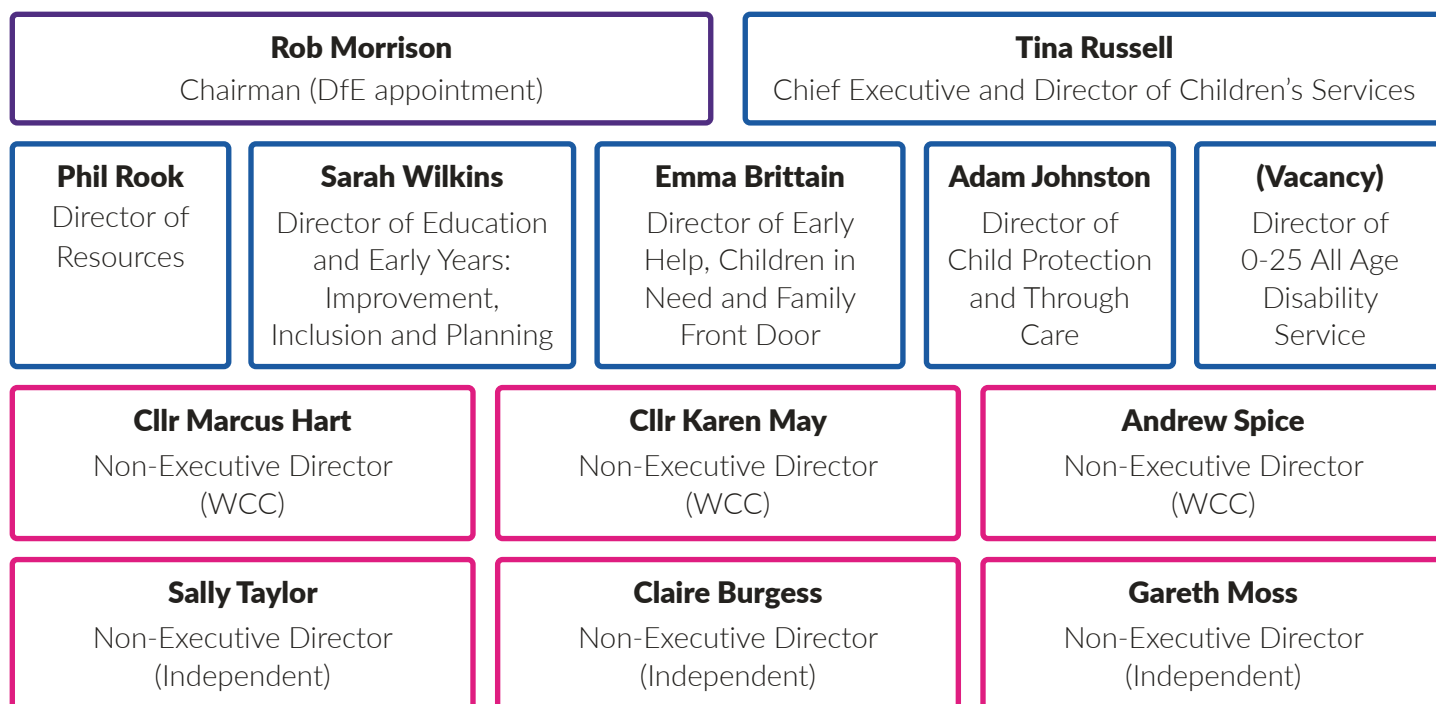 Rob Morrison
Chairman (DfE appointment)
Tina Russell
Chief Executive and Director of Children's Services
Phil Rook
Director of
Resources
Sarah Wilkins
Director of Education
and Early Years:
Improvement,
Inclusion and Planning
Emma Brittain
Director of Early
Help, Children in
Need and Family
Front Door
Adam Johnston
Director of
Child Protection
and Through
Care
(Vacancy)
Director of
0-25 All Age
Disability
Service
Cllr Marcus Hart
Non-Executive Director
(WCC)
Cllr Karen May
Non-Executive Director
(WCC)
Andrew Spice
Non-Executive Director
(WCC)
Sally Taylor
Non-Executive Director
(Independent)
Claire Burgess
Non-Executive Director
(Independent)
Gareth Moss
Non-Executive Director
(Independent)